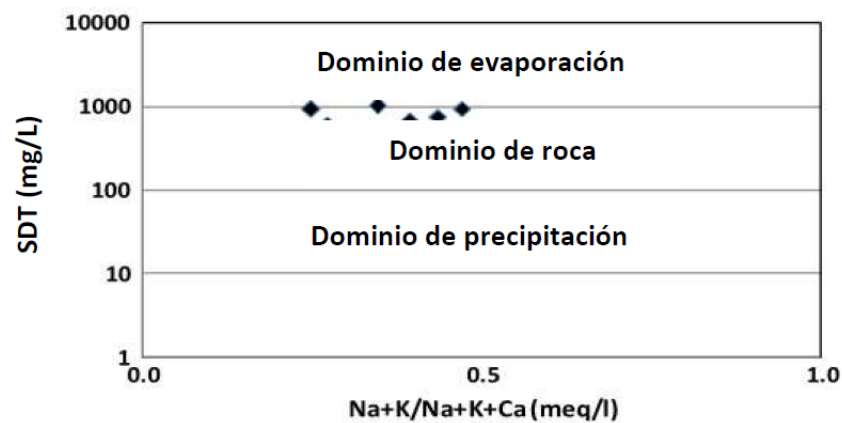 10000
Dominio de evaporación
1000
Dominio de roca
100
Dominio de precipitación
10
1
SDT (mg/L)
0.0
0.5
1.0
Na+K/Na+K+Ca (meq/l)